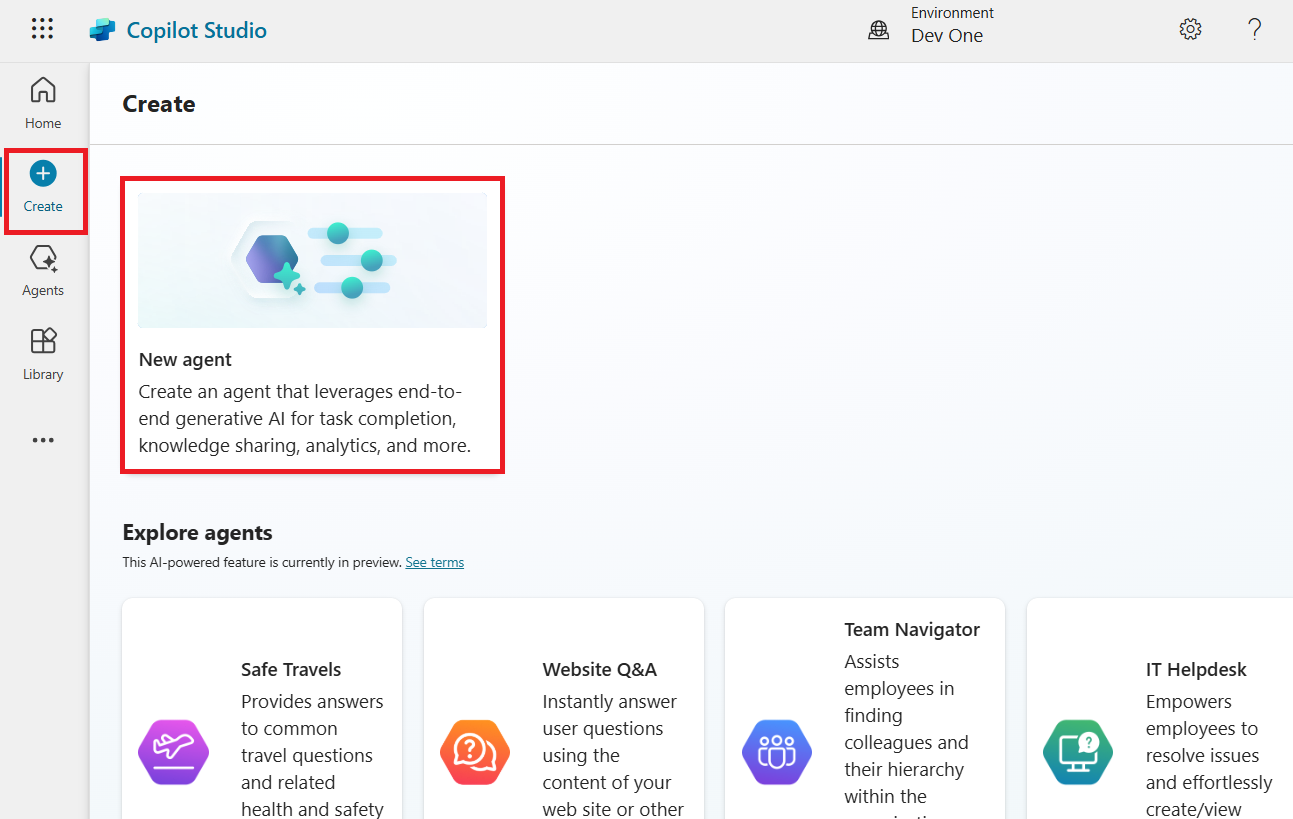 Copilot Studio
Environment
Dev One
Home
Create
Agents
Library
Create
New agent
Create an agent that leverages end-to-
end generative AI for task completion,
knowledge sharing, analytics, and more.
Explore agents
This AI-powered feature is currently in preview. See terms
Safe Travels
Provides answers
to common
travel questions
and related
health and safety
Website Q&A
Instantly answer
user questions
using the
content of your
web site or other
Team Navigator
Assists
employees in
finding
colleagues and
their hierarchy
within the
IT Helpdesk
Empowers
employees to
resolve issues
and effortlessly
create/view